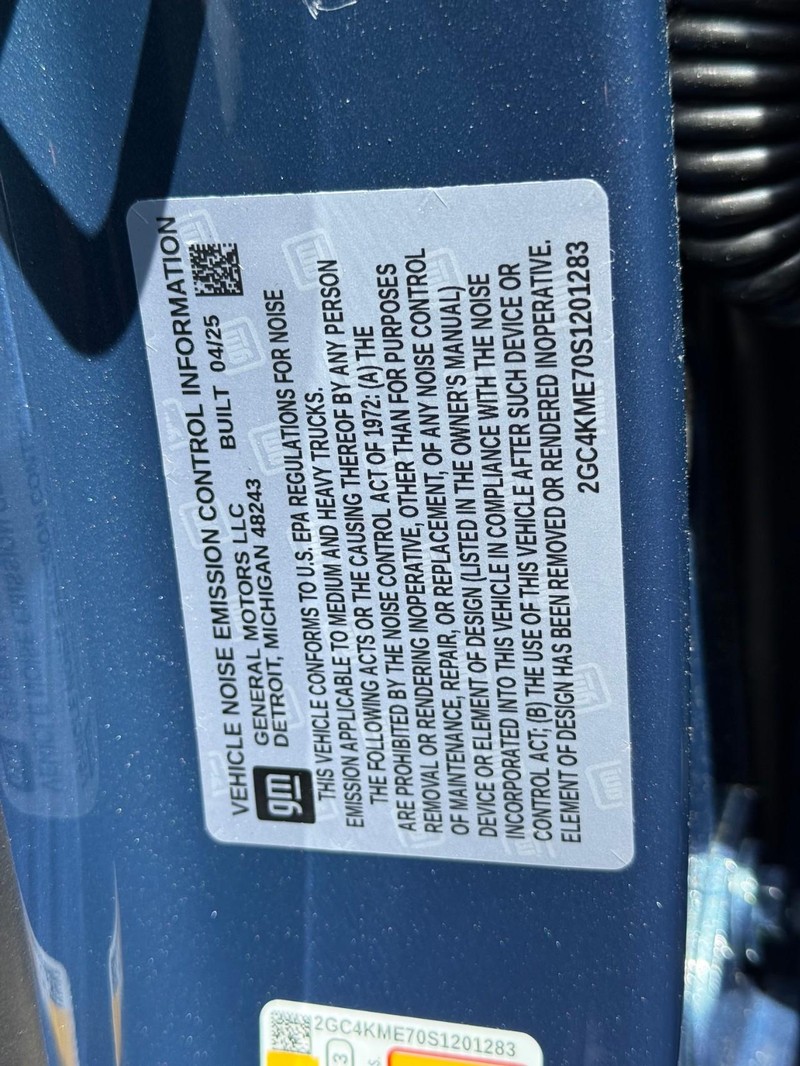 VEHICLE NOISE EMISSION CONTROL INFORMATION
gm
GENERAL MOTORS LLC BUILT 04/25
DETROIT, MICHIGAN 48243
THIS VEHICLE CONFORMS TO U.S. EPA REGULATIONS FOR NOISE
EMISSION APPLICABLE TO MEDIUM AND HEAVY TRUCKS.
THE FOLLOWING ACTS OR THE CAUSING THEREOF BY ANY PERSON
ARE PROHIBITED BY THE NOISE CONTROL ACT OF 1972: (A) THE
REMOVAL OR RENDERING INOPERATIVE, OTHER THAN FOR PURPOSES
OF MAINTENANCE, REPAIR, OR REPLACEMENT, OF ANY NOISE CONTROL
DEVICE OR ELEMENT OF DESIGN (LISTED IN THE OWNER'S MANUAL)
INCORPORATED INTO THIS VEHICLE IN COMPLIANCE WITH THE NOISE
CONTROL ACT; (B) THE USE OF THIS VEHICLE AFTER SUCH DEVICE OR
ELEMENT OF DESIGN HAS BEEN REMOVED OR RENDERED INOPERATIVE.
2GC4KME70S1201283
2GC4KME70S1201283
3